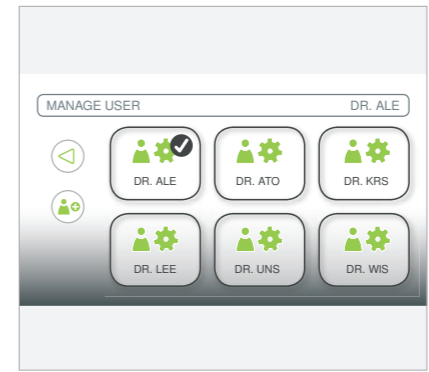 MANAGE USER DR. ALE
DR. ALE DR. ATO DR. KRS
DR. LEE DR. UNS DR. WIS